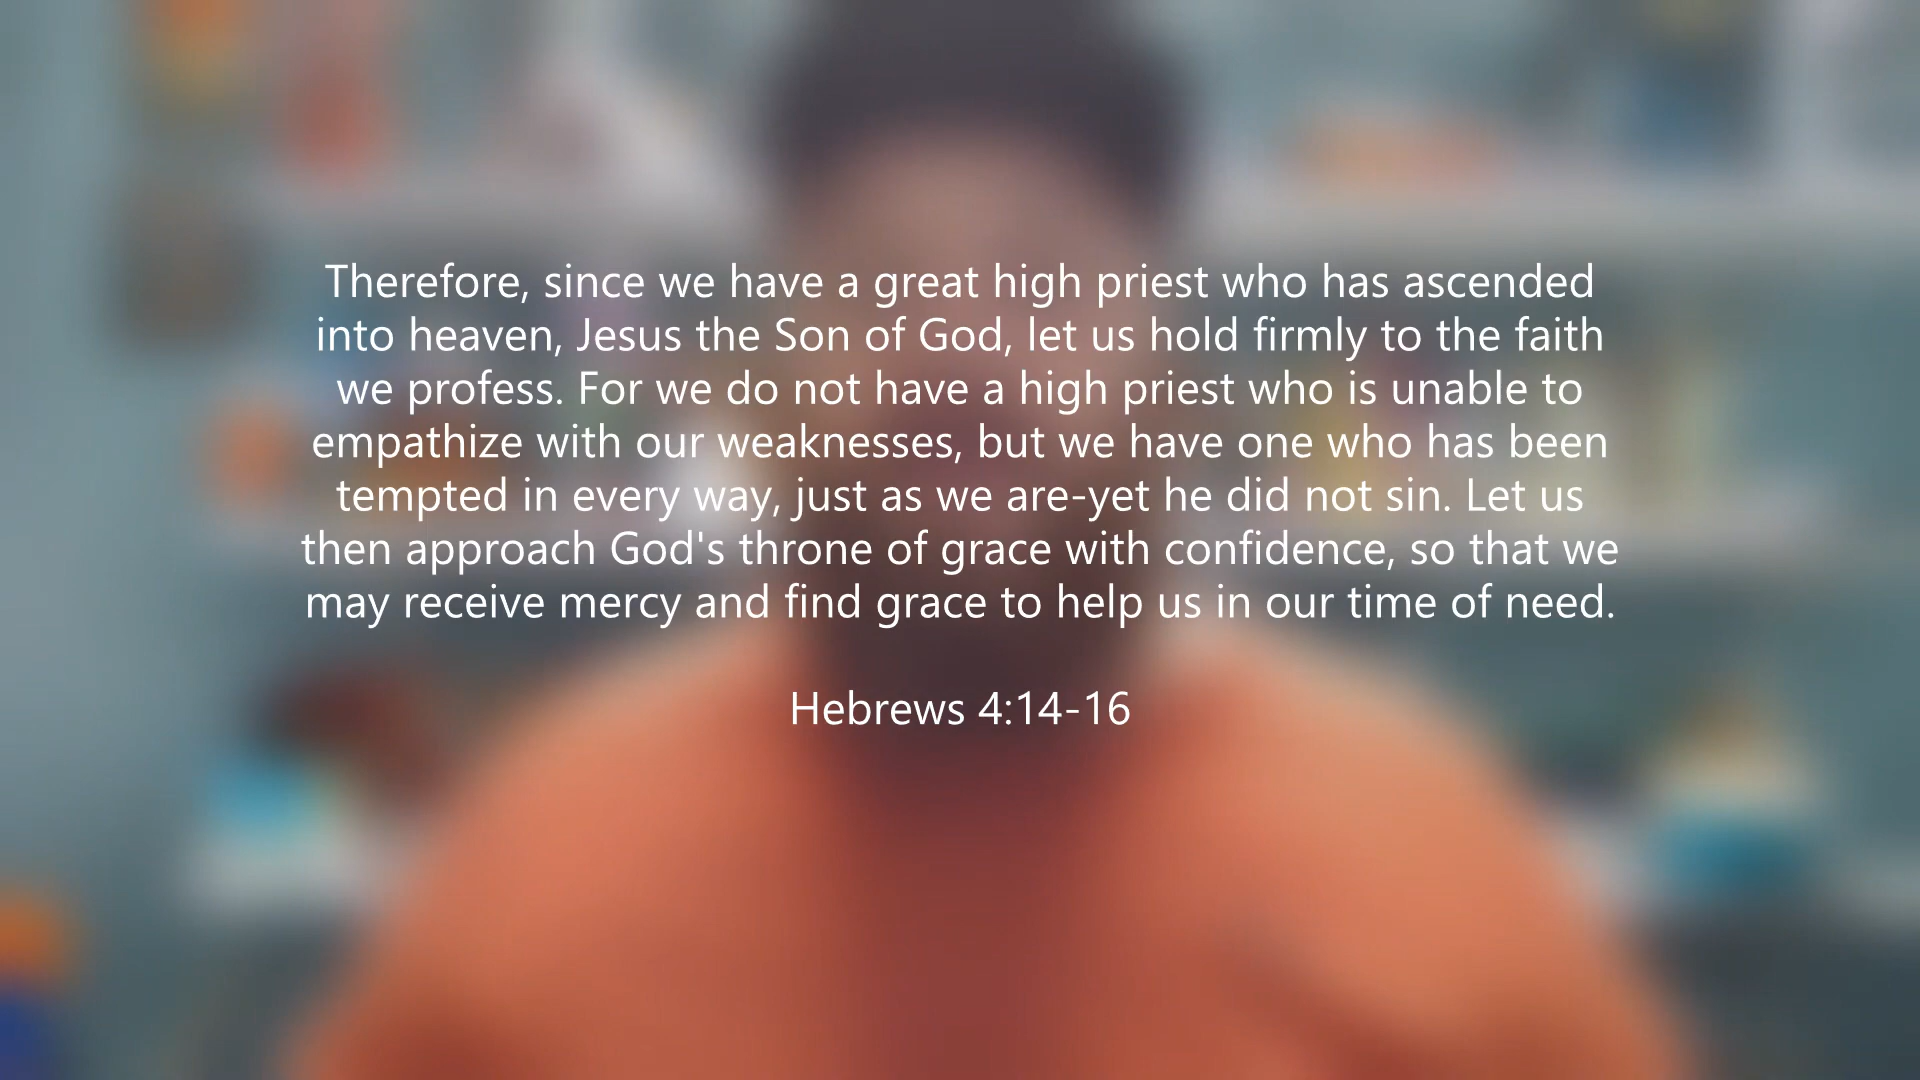 Therefore, since we have a great high priest who has ascended
into heaven, Jesus the Son of God, let us hold firmly to the faith
we profess. For we do not have a high priest who is unable to
empathize with our weaknesses, but we have one who has been
tempted in every way, just as we are-yet he did not sin. Let us
then approach God's throne of grace with confidence, so that we
may receive mercy and find grace to help us in our time of need.
Hebrews 4:14-16